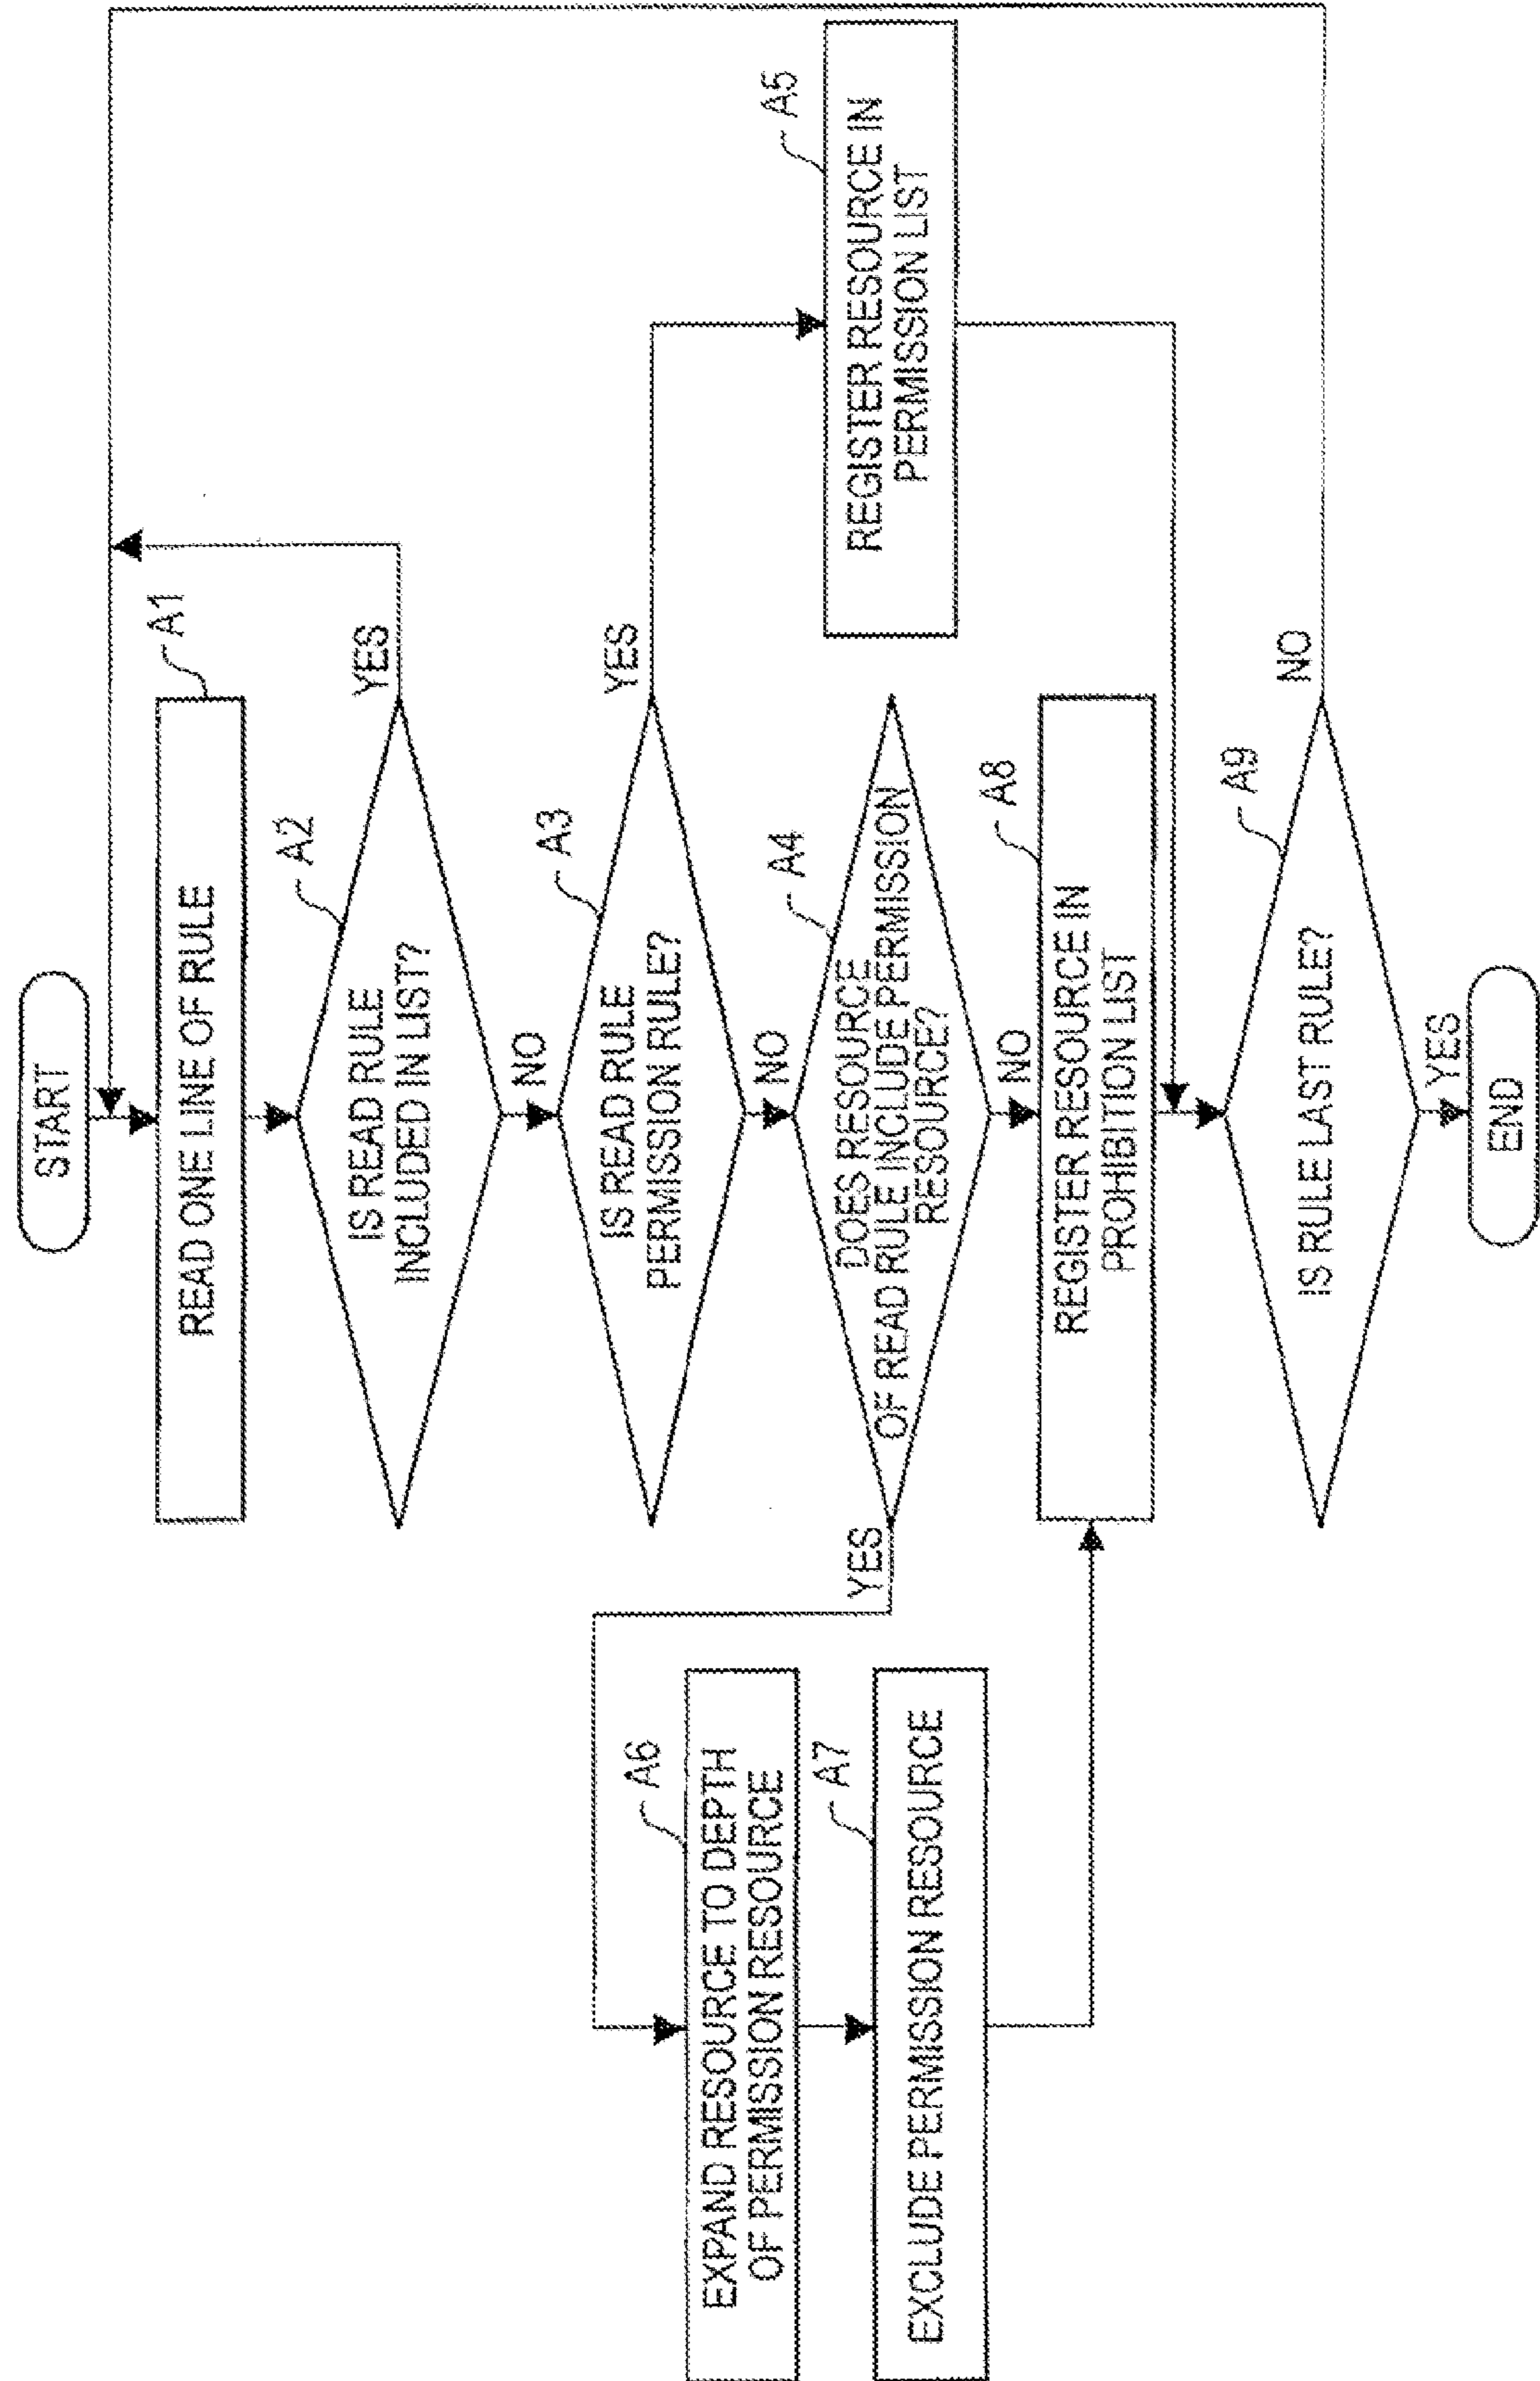 START
A1
READ ONE LINE OF RULE
A2
IS READ RULE
INCLUDED IN LIST?
YES
NO
A3
IS READ RULE
PERMISSION RULE?
YES
NO
A4
DOES RESOURCE
OF READ RULE INCLUDE PERMISSION
RESOURCE?
YES
NO
A5
REGISTER RESOURCE IN
PERMISSION LIST
A6
EXPAND RESOURCE TO DEPTH
OF PERMISSION RESOURCE
A7
EXCLUDE PERMISSION RESOURCE
A8
REGISTER RESOURCE IN
PROHIBITION LIST
A9
IS RULE LAST RULE?
NO
YES
END